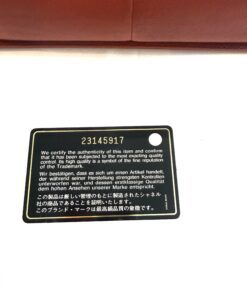 23145917
We certify the authenticity of this item and confirm
that it has been subjected to the most exacting quality
control. Its high quality is a symbol of the fine reputation
of the Trademark.
Wir bestätigen, dass es sich um einen Artikel handelt,
der während seiner Herstellung strengsten Kontrollen
unterworfen war, und dessen erstklassige Qualität
dem hohen Ansehen unserer Marke entspricht.
この製品は厳しい管理のもとに製造されたシャネル
社の商品であることを証明いたします。
このブランド・マークは最高級品質の象徴です。